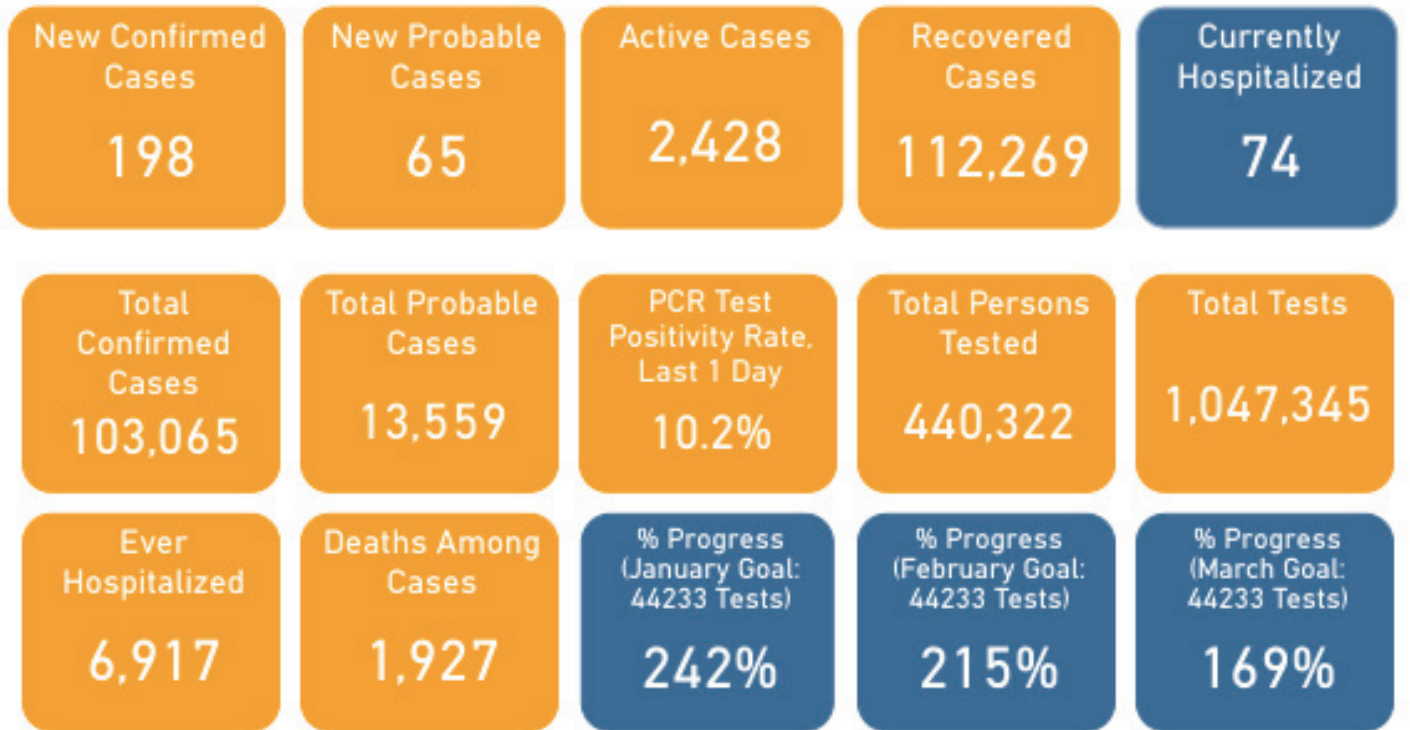 New Confirmed
Cases
198
New Probable
Cases
65
Active Cases
2,428
Recovered
Cases
112,269
Currently
Hospitalized
74
Total
Confirmed
Cases
103,065
Total Probable
Cases
13,559
PCR Test
Positivity Rate,
Last 1 Day
10.2%
Total Persons
Tested
440,322
Total Tests
1,047,345
Ever
Hospitalized
6,917
Deaths Among
Cases
1,927
% Progress
(January Goal:
44233 Tests)
242%
% Progress
(February Goal:
44233 Tests)
215%
% Progress
(March Goal:
44233 Tests)
169%